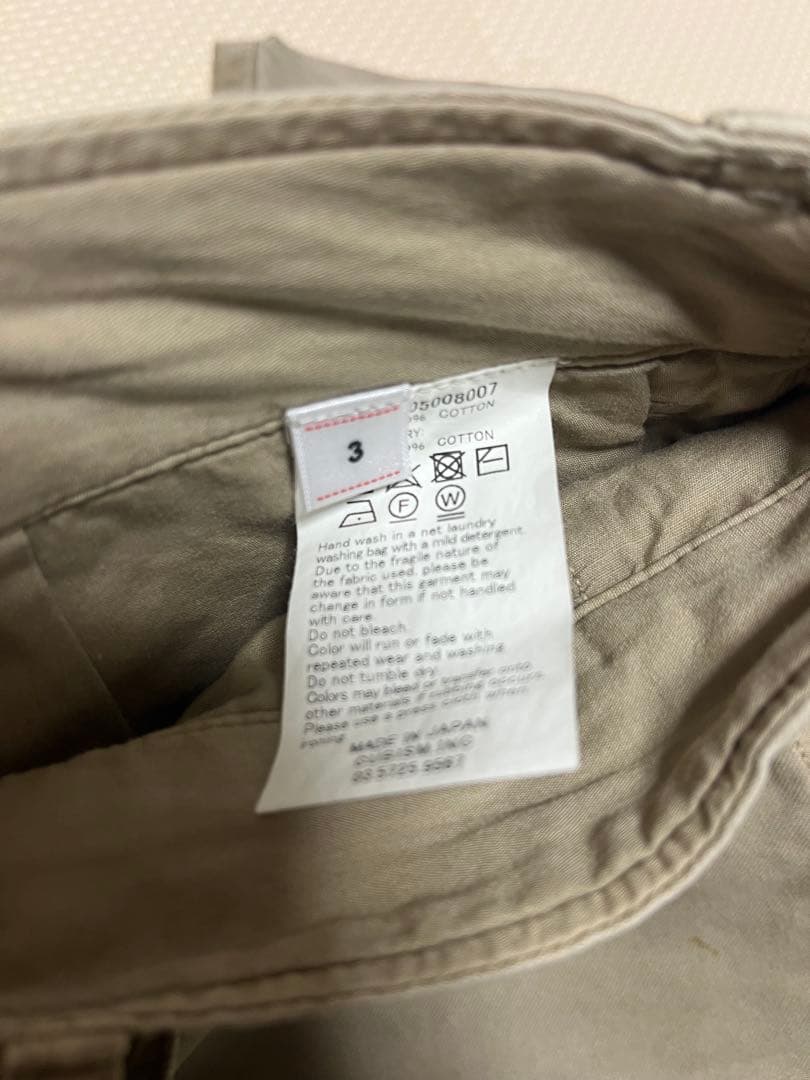 3
05008007
% COTTON
RY:
% COTTON
F W
Hand wash in a net laundry
washing bag with a mild detergent.
Due to the fragile nature of
the fabric used, please be
aware that this garment may
change in form if not handled
with care.
Do not bleach.
Color will run or fade with
repeated wear and washing.
Do not tumble dry.
Colors may bleed or transfer onto
other materials if rubbing occurs.
Please use a press cloth when
ironing.
MADE IN JAPAN
CUBISM INC
03 5725 9587